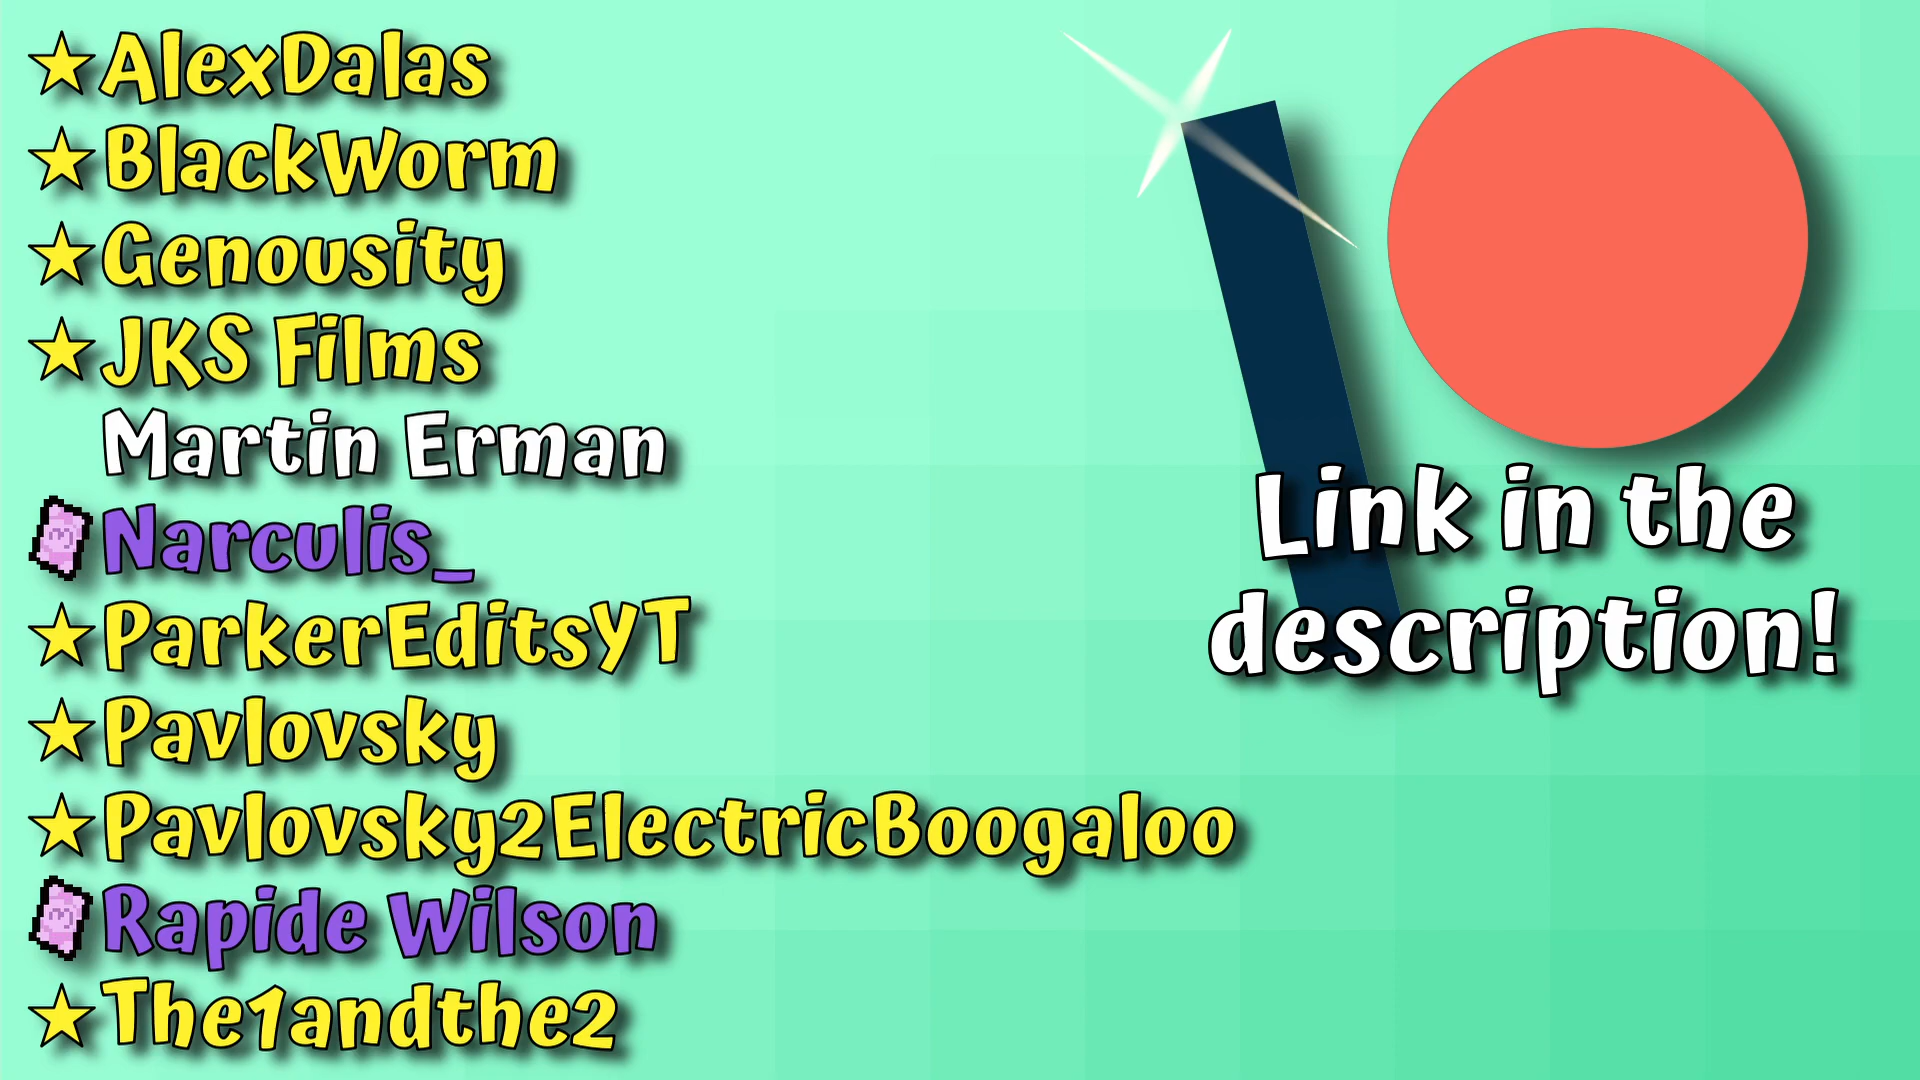 AlexDalas
BlackWorm
Genousity
JKS Films
Martin Erman
Narculis_
ParkerEditsYT
Pavlovsky
Pavlovsky2ElectricBoogaloo
Rapide Wilson
The1andthe2
Link in the
description!